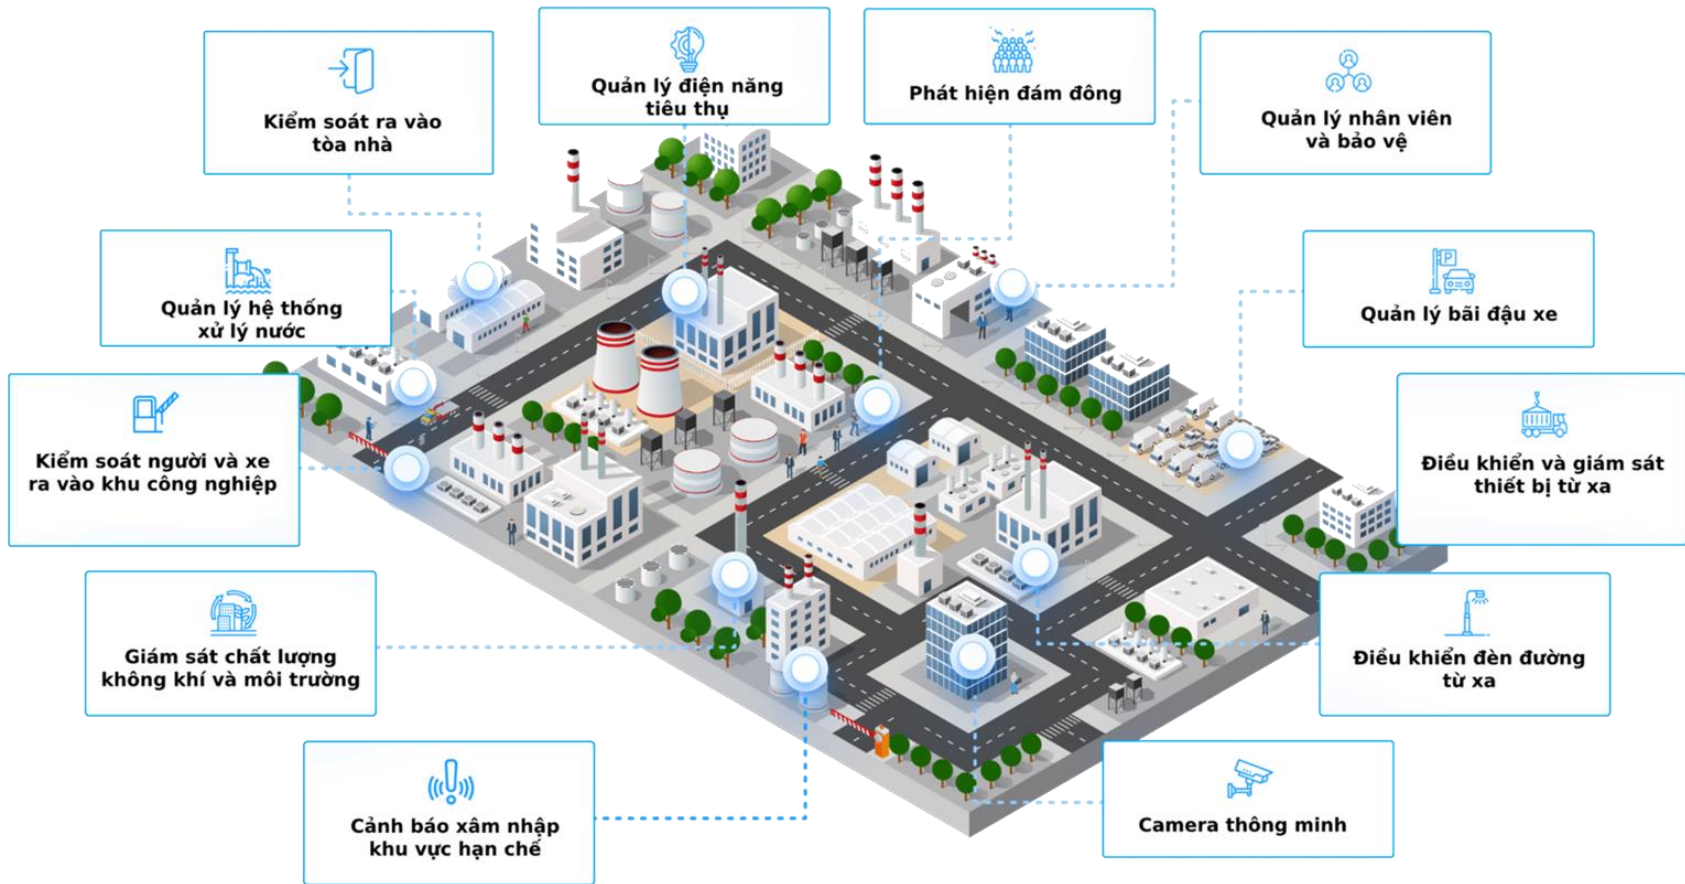 Kiểm soát ra vào
tòa nhà
Quản lý điện năng
tiêu thụ
Phát hiện đám đông
Quản lý nhân viên
và bảo vệ
Quản lý hệ thống
xử lý nước
P
Quản lý bãi đậu xe
Kiểm soát người và xe
ra vào khu công nghiệp
Điều khiển và giám sát
thiết bị từ xa
Giám sát chất lượng
không khí và môi trường
Điều khiển đèn đường
từ xa
Cảnh báo xâm nhập
khu vực hạn chế
Camera thông minh